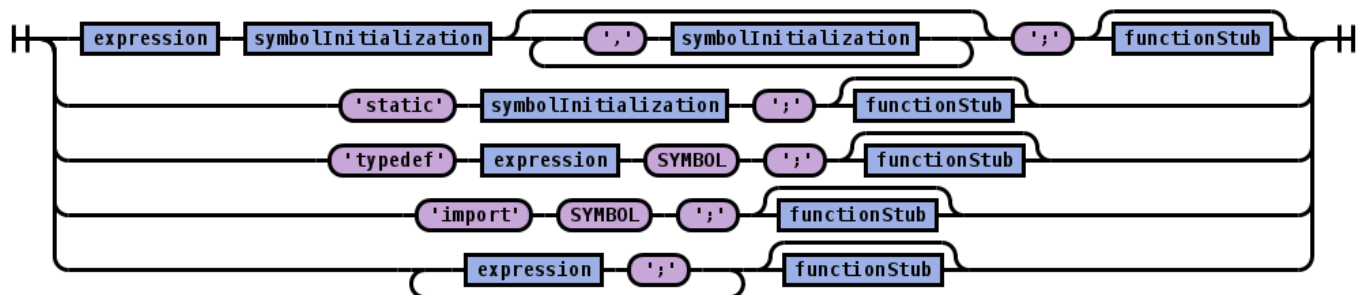 expression symbolInitialization ',' symbolInitialization ';' functionStub
'static' symbolInitialization ';' functionStub
'typedef' expression SYMBOL ';' functionStub
'import' SYMBOL ';' functionStub
expression ';' functionStub